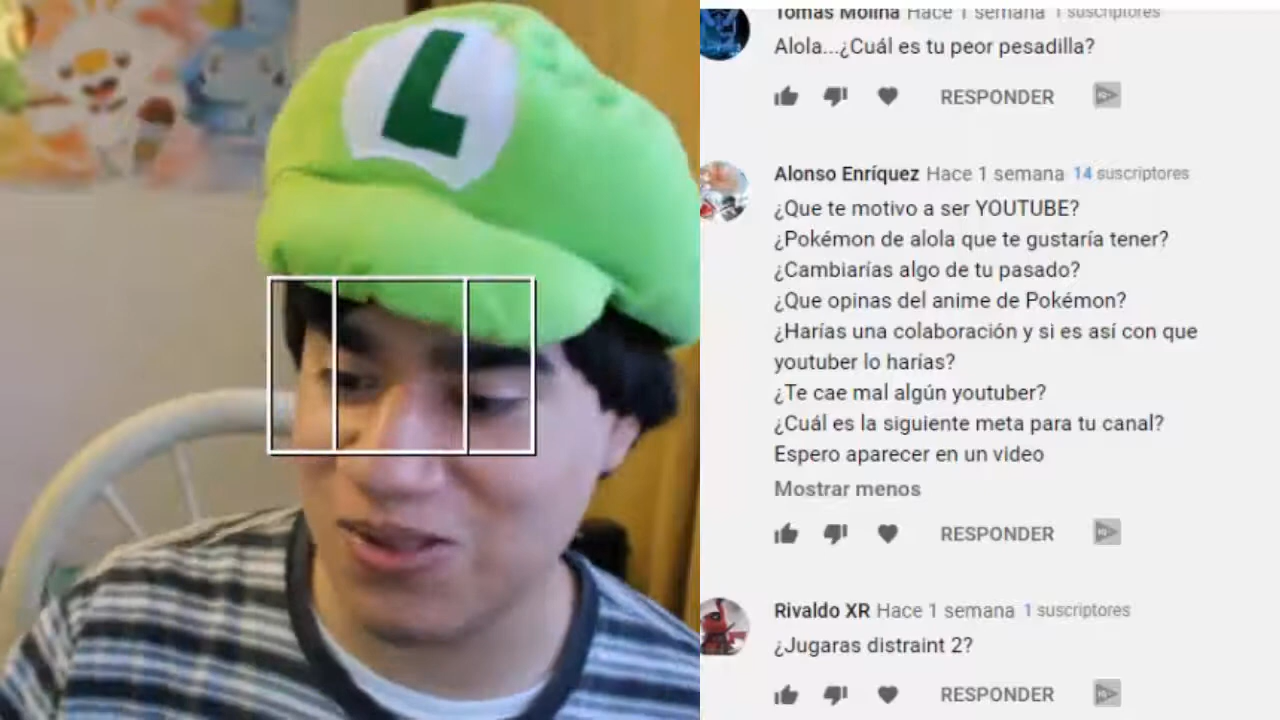 L
Tomas Molina Hace 1 semana 1 suscriptores
Alola...¿Cuál es tu peor pesadilla?
RESPONDER
Alonso Enríquez Hace 1 semana 14 suscriptores
¿Que te motivo a ser YOUTUBE?
¿Pokémon de alola que te gustaría tener?
¿Cambiarías algo de tu pasado?
¿Que opinas del anime de Pokémon?
¿Harías una colaboración y si es así con que
youtuber lo harías?
¿Te cae mal algún youtuber?
¿Cuál es la siguiente meta para tu canal?
Espero aparecer en un video
Mostrar menos
RESPONDER
Rivaldo XR Hace 1 semana 1 suscriptores
¿Jugaras distraint 2?
RESPONDER